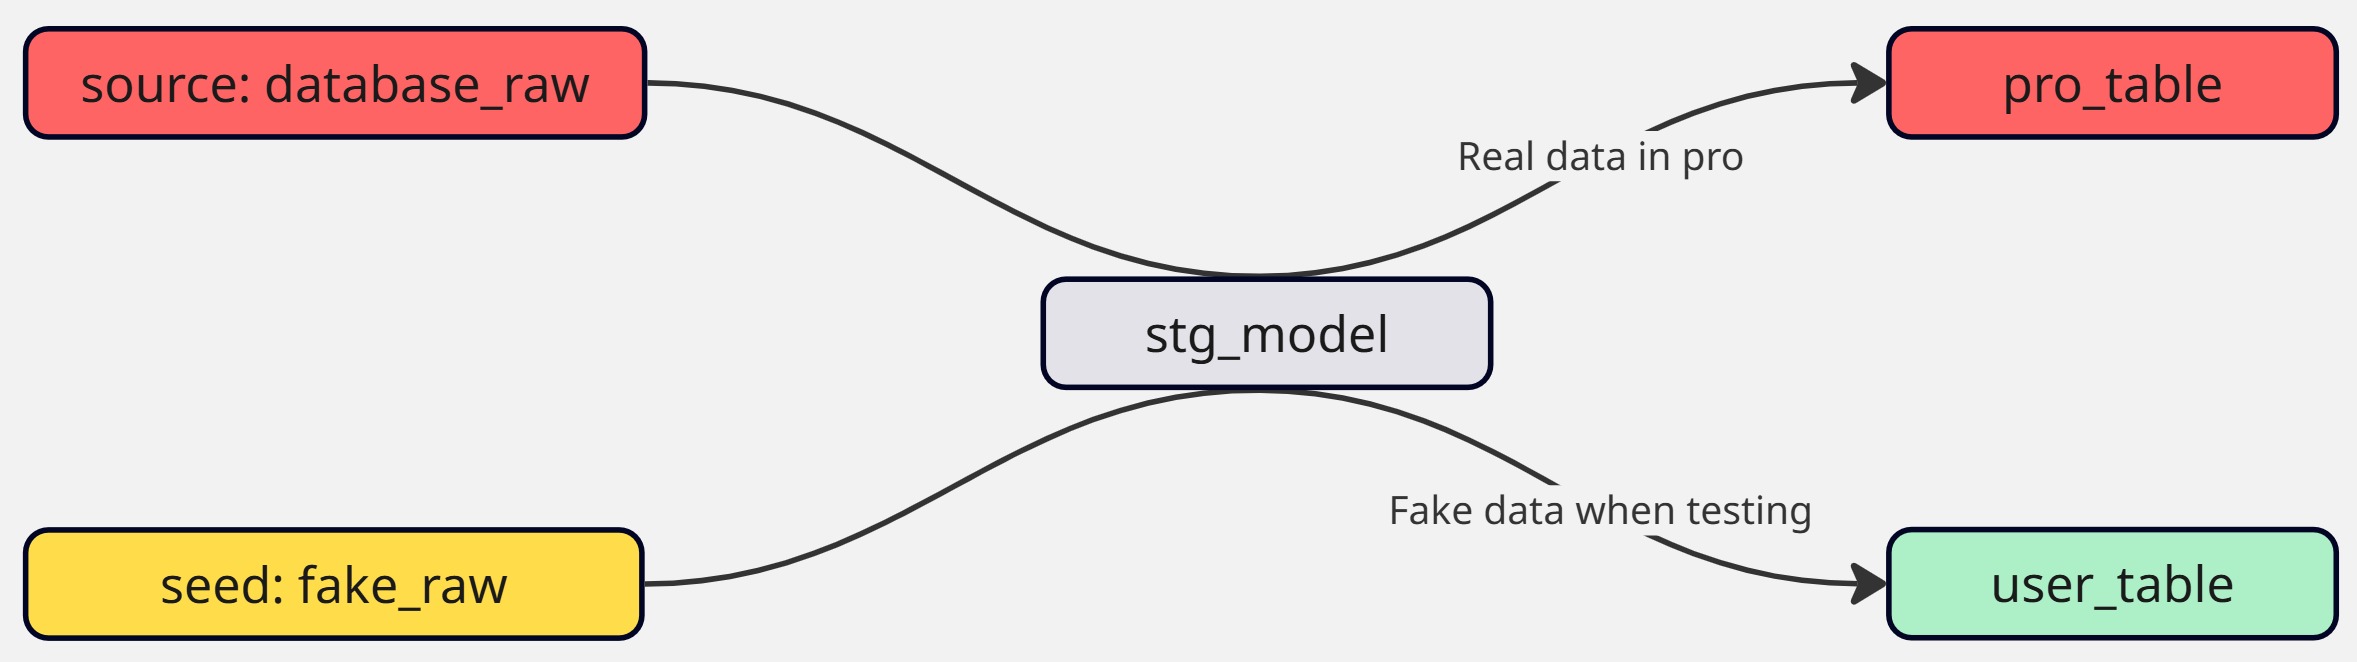 source: database_raw
pro_table
Real data in pro
stg_model
Fake data when testing
seed: fake_raw
user_table